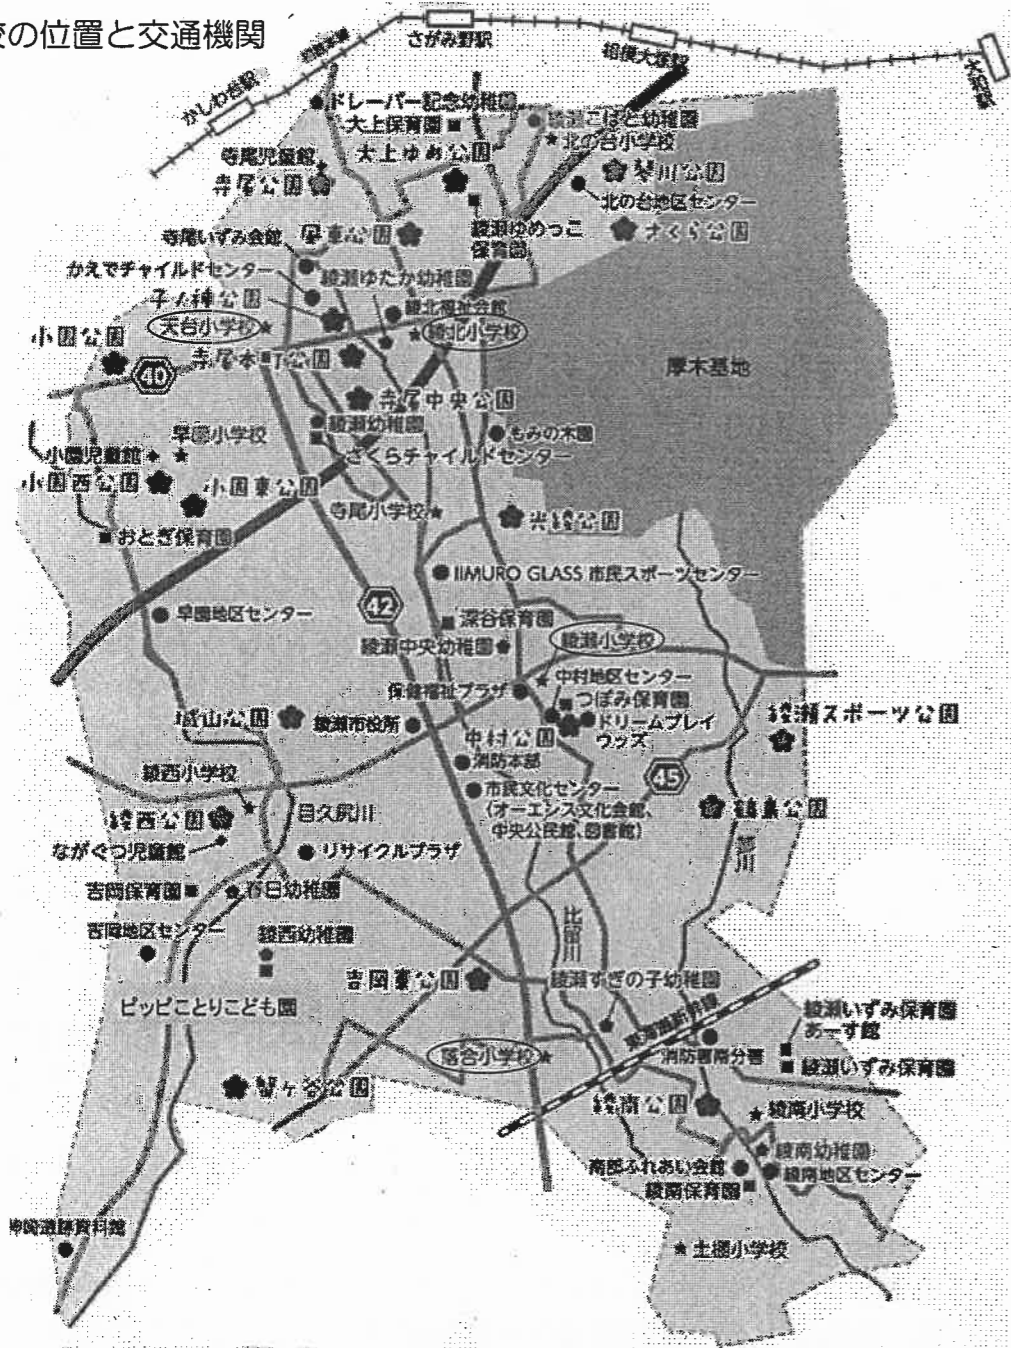 校の位置と交通機関
さがみ野駅
相模大塚駅
大和駅
かしわ台駅
ドレーパー記念幼稚園
大上保育園
綾瀬こばと幼稚園
北の台小学校
寺尾児童館
大上ゆめ公園
寺尾公園
琴川公園
北の台地区センター
綾瀬ゆめっこ
保育園
さくら公園
寺尾いずみ会館
東公園
かえでチャイルドセンター
綾瀬ゆたか幼稚園
子ノ神公園
綾北福祉会館
天台小学校
綾北小学校
小園公園
寺尾本町公園
厚木基地
40
寺尾中央公園
綾瀬幼稚園
早園小学校
もみの木園
小園児童館
さくらチャイルドセンター
小園西公園
小園東公園
寺尾小学校
光綾公園
おとぎ保育園
IIMURO GLASS 市民スポーツセンター
42
早園地区センター
深谷保育園
綾瀬小学校
綾瀬中央幼稚園
中村地区センター
保健福祉プラザ
つぼみ保育園
城山公園
綾瀬市役所
ドリームプレイ
ウッズ
綾瀬スポーツ公園
中村公園
消防本部
綾西小学校
45
市民文化センター
(オーエンス文化会館、
中央公民館、図書館)
目久尻川
綾西公園
ながぐつ児童館
リサイクルプラザ
吉岡保育園
春日幼稚園
吉岡地区センター
綾西幼稚園
比留川
吉岡東公園
綾瀬すぎの子幼稚園
ピッピことりこども園
東海道新幹線
綾瀬いずみ保育園
あーす館
落合小学校
消防署南分署
綾瀬いずみ保育園
綾南公園
綾南小学校
綾南幼稚園
南部ふれあい会館
綾南地区センター
綾南保育園
神崎遺跡資料館
土棚小学校